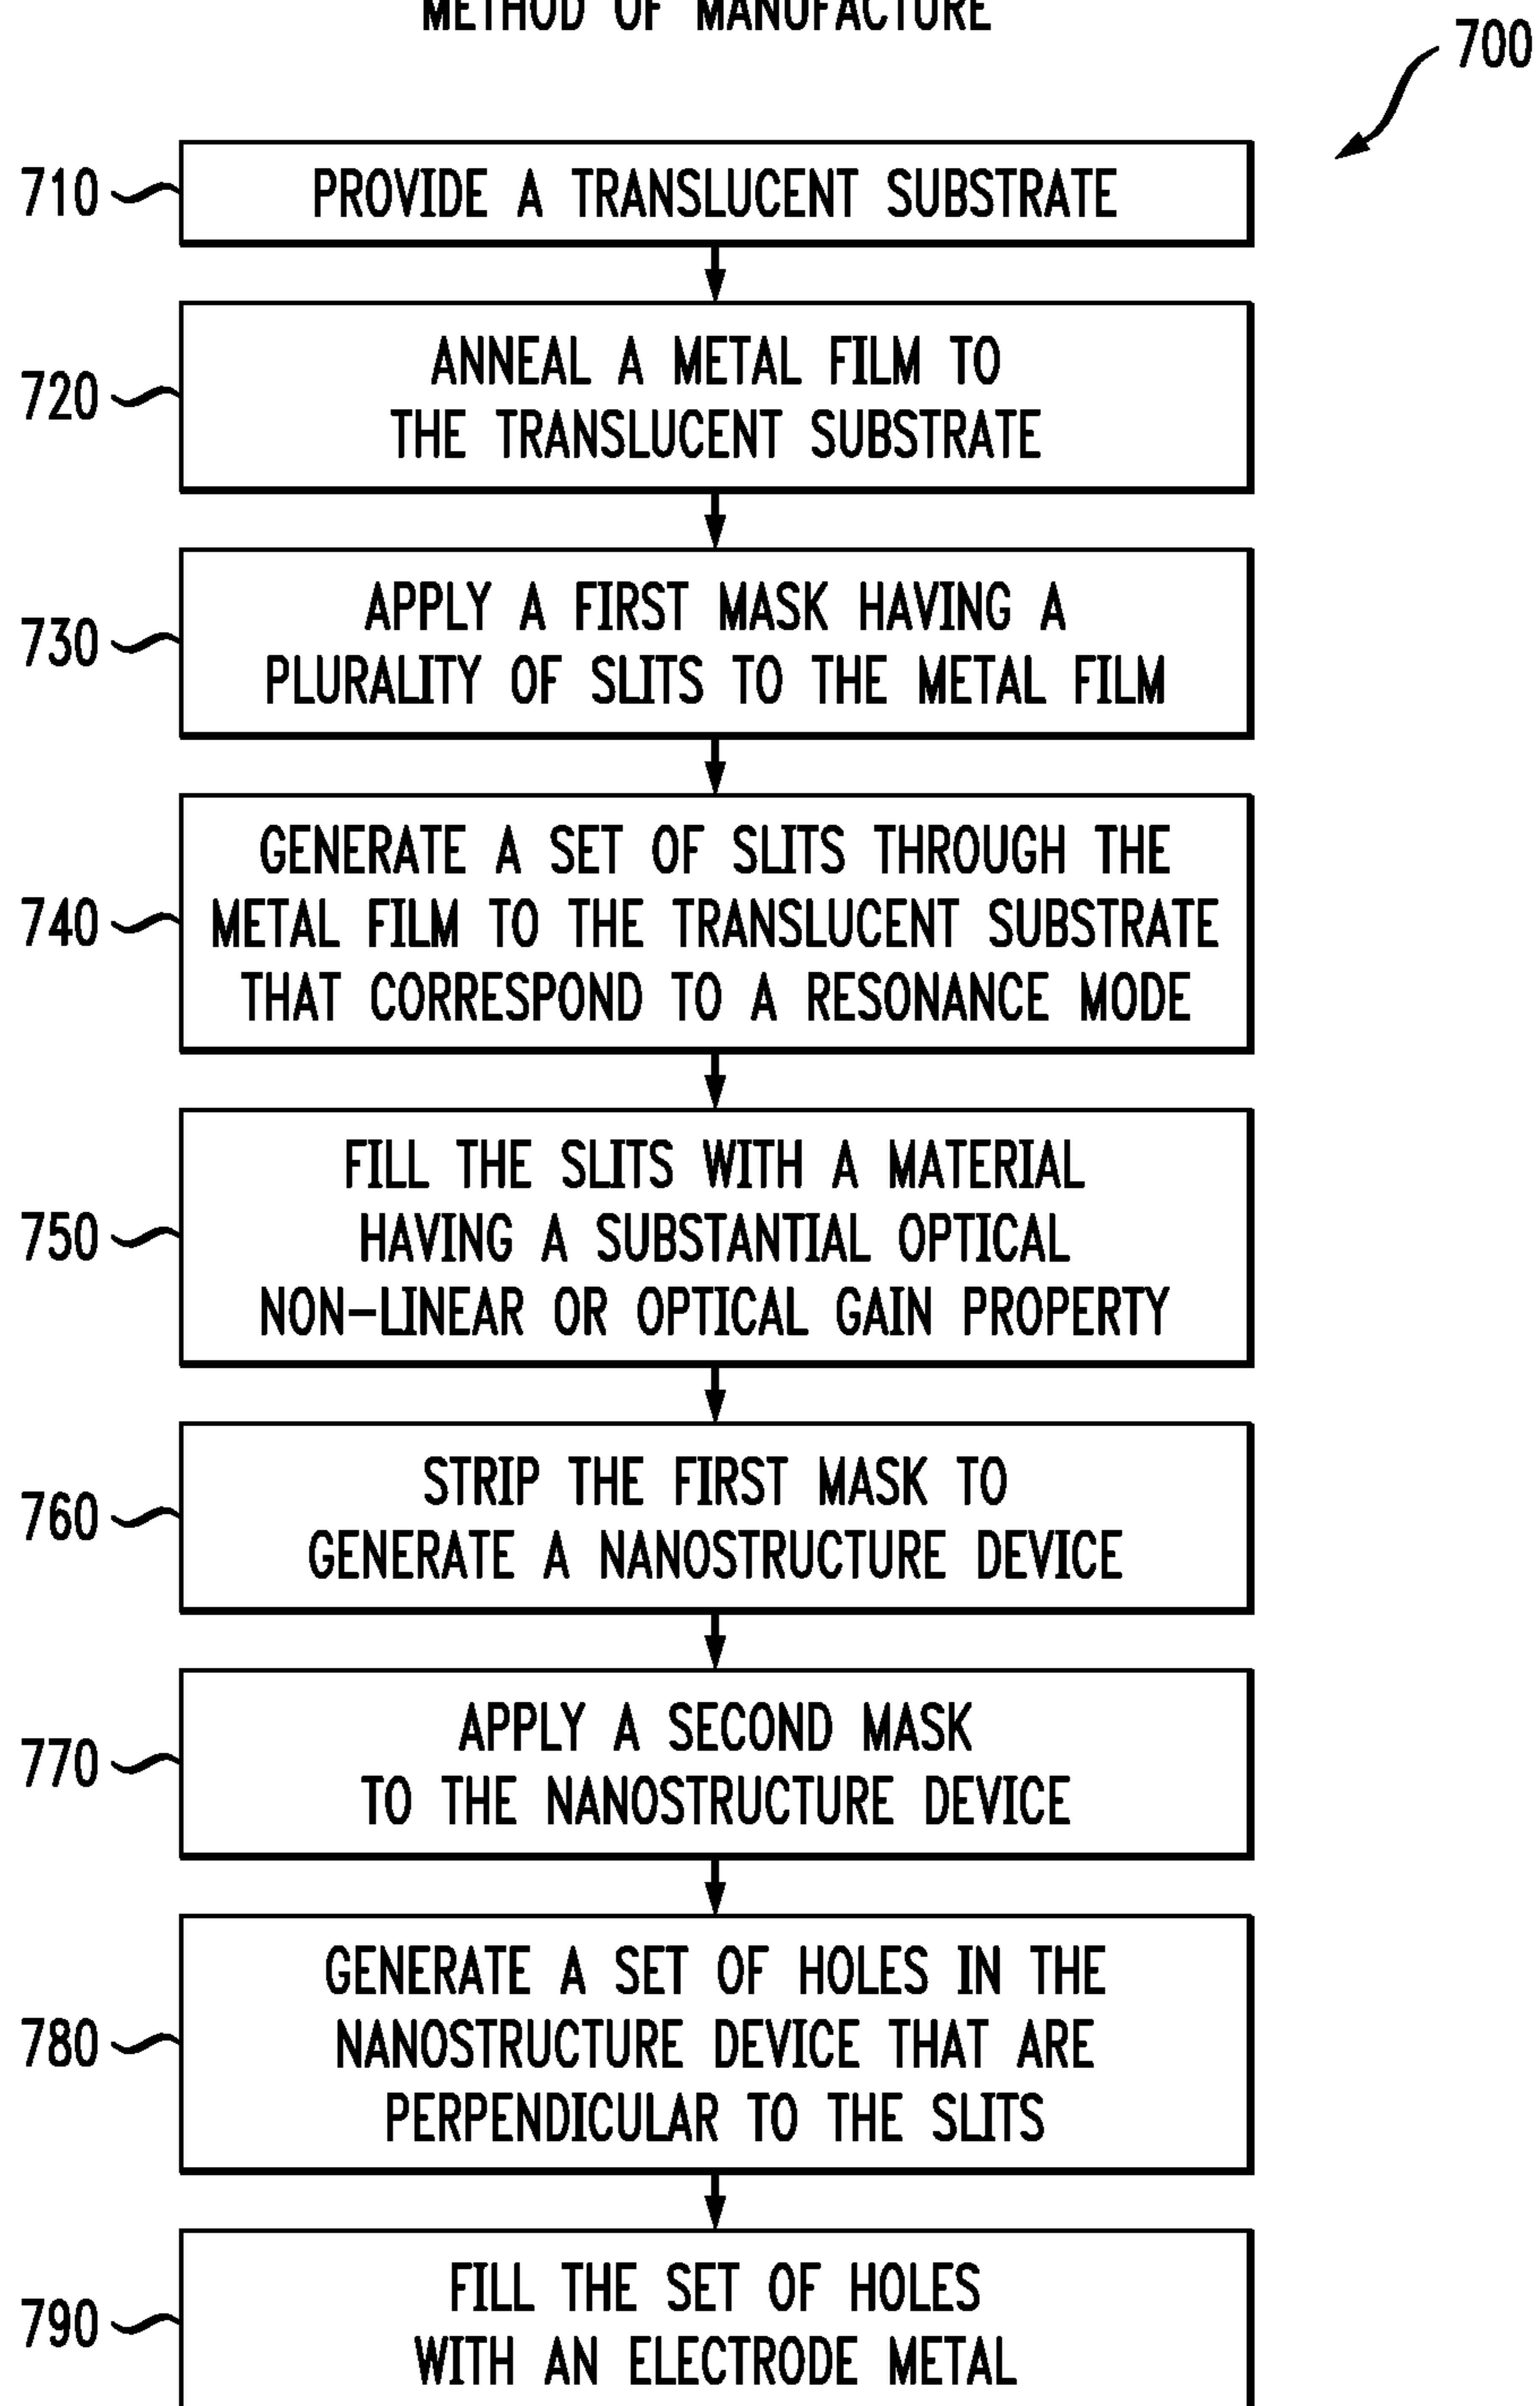 METHOD OF MANUFACTURE
700
710
PROVIDE A TRANSLUCENT SUBSTRATE
720
ANNEAL A METAL FILM TO
THE TRANSLUCENT SUBSTRATE
730
APPLY A FIRST MASK HAVING A
PLURALITY OF SLITS TO THE METAL FILM
740
GENERATE A SET OF SLITS THROUGH THE
METAL FILM TO THE TRANSLUCENT SUBSTRATE
THAT CORRESPOND TO A RESONANCE MODE
750
FILL THE SLITS WITH A MATERIAL
HAVING A SUBSTANTIAL OPTICAL
NON-LINEAR OR OPTICAL GAIN PROPERTY
760
STRIP THE FIRST MASK TO
GENERATE A NANOSTRUCTURE DEVICE
770
APPLY A SECOND MASK
TO THE NANOSTRUCTURE DEVICE
780
GENERATE A SET OF HOLES IN THE
NANOSTRUCTURE DEVICE THAT ARE
PERPENDICULAR TO THE SLITS
790
FILL THE SET OF HOLES
WITH AN ELECTRODE METAL